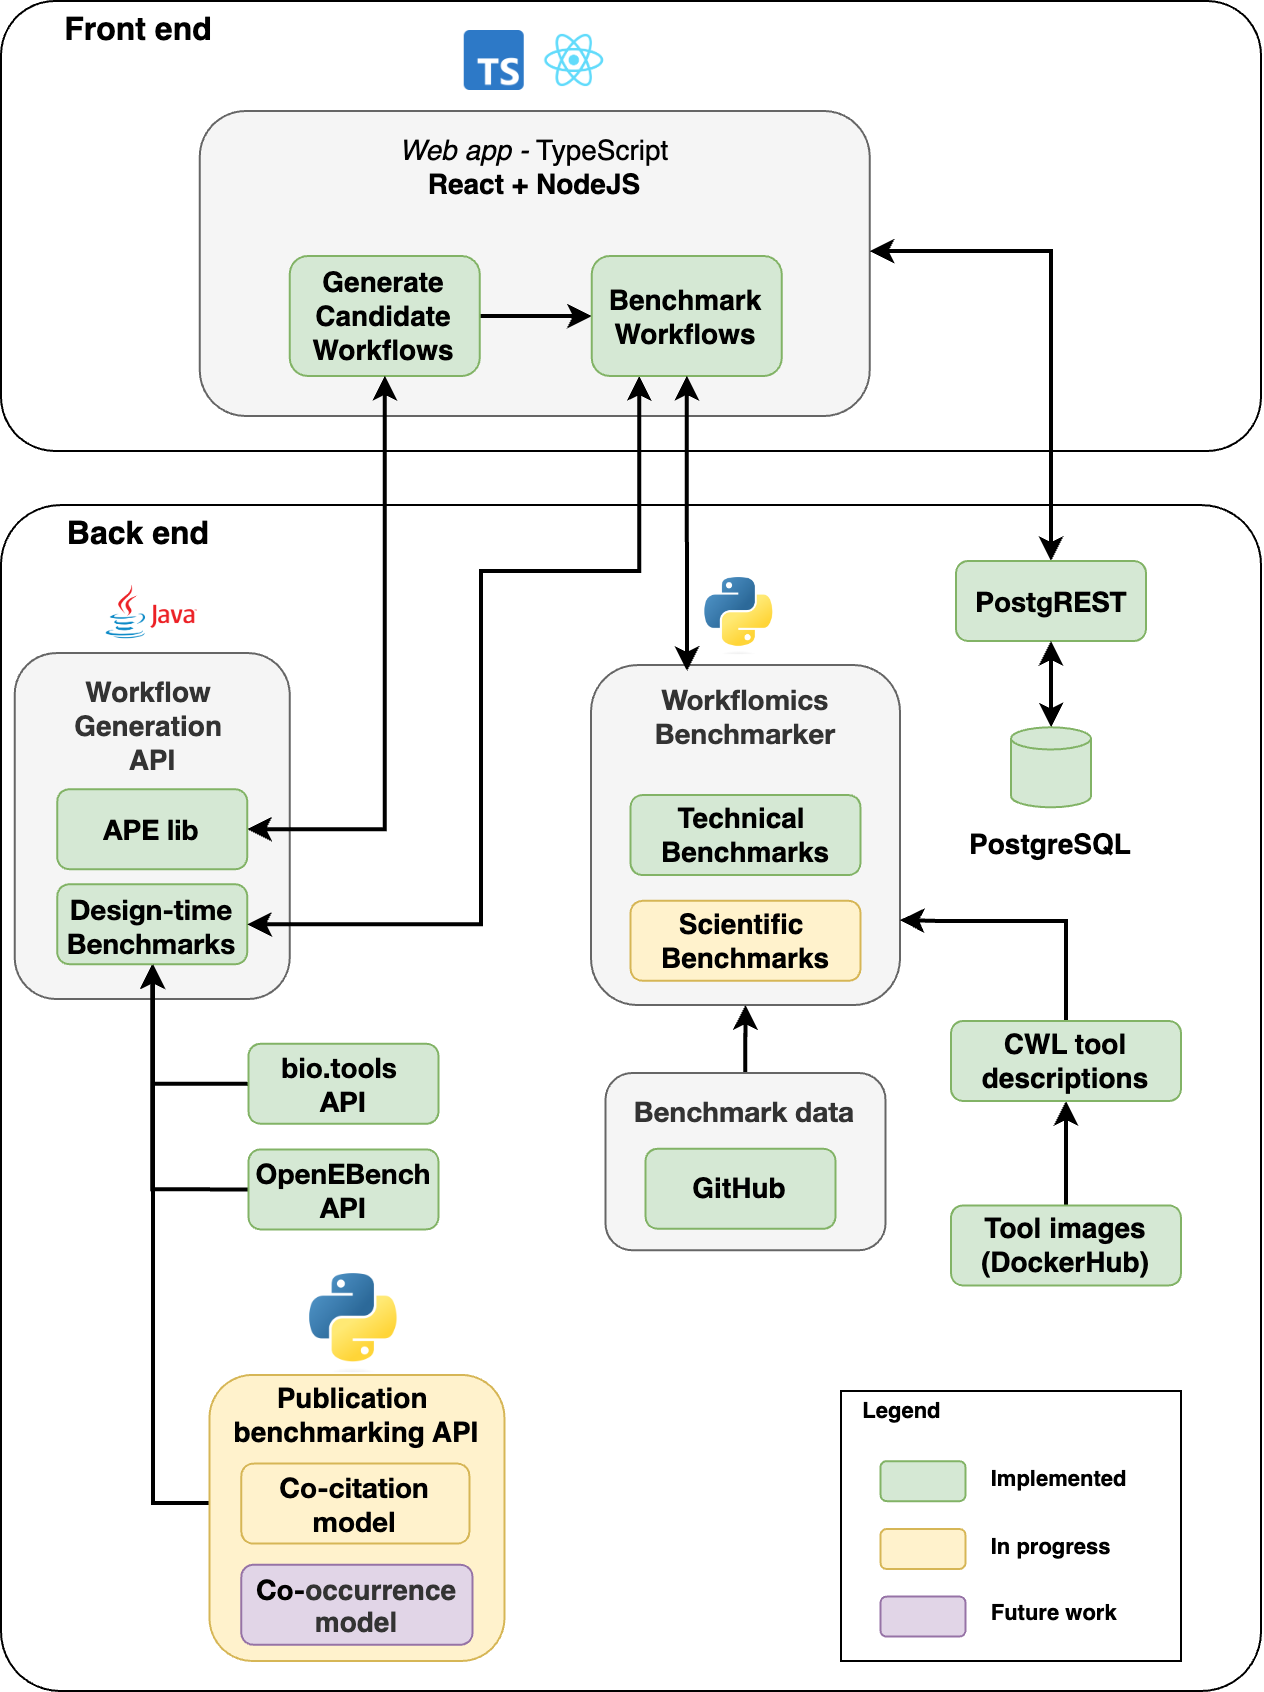 Front end
TS
Web app - TypeScript
React + NodeJS
Generate
Candidate
Workflows
Benchmark
Workflows
Back end
Java
Workflow
Generation
API
APE lib
Design-time
Benchmarks
Workflomics
Benchmarker
Technical
Benchmarks
Scientific
Benchmarks
PostgREST
PostgreSQL
bio.tools
API
OpenEBench
API
Benchmark data
GitHub
CWL tool
descriptions
Tool images
(DockerHub)
Publication
benchmarking API
Co-citation
model
Co-occurrence
model
Legend
Implemented
In progress
Future work